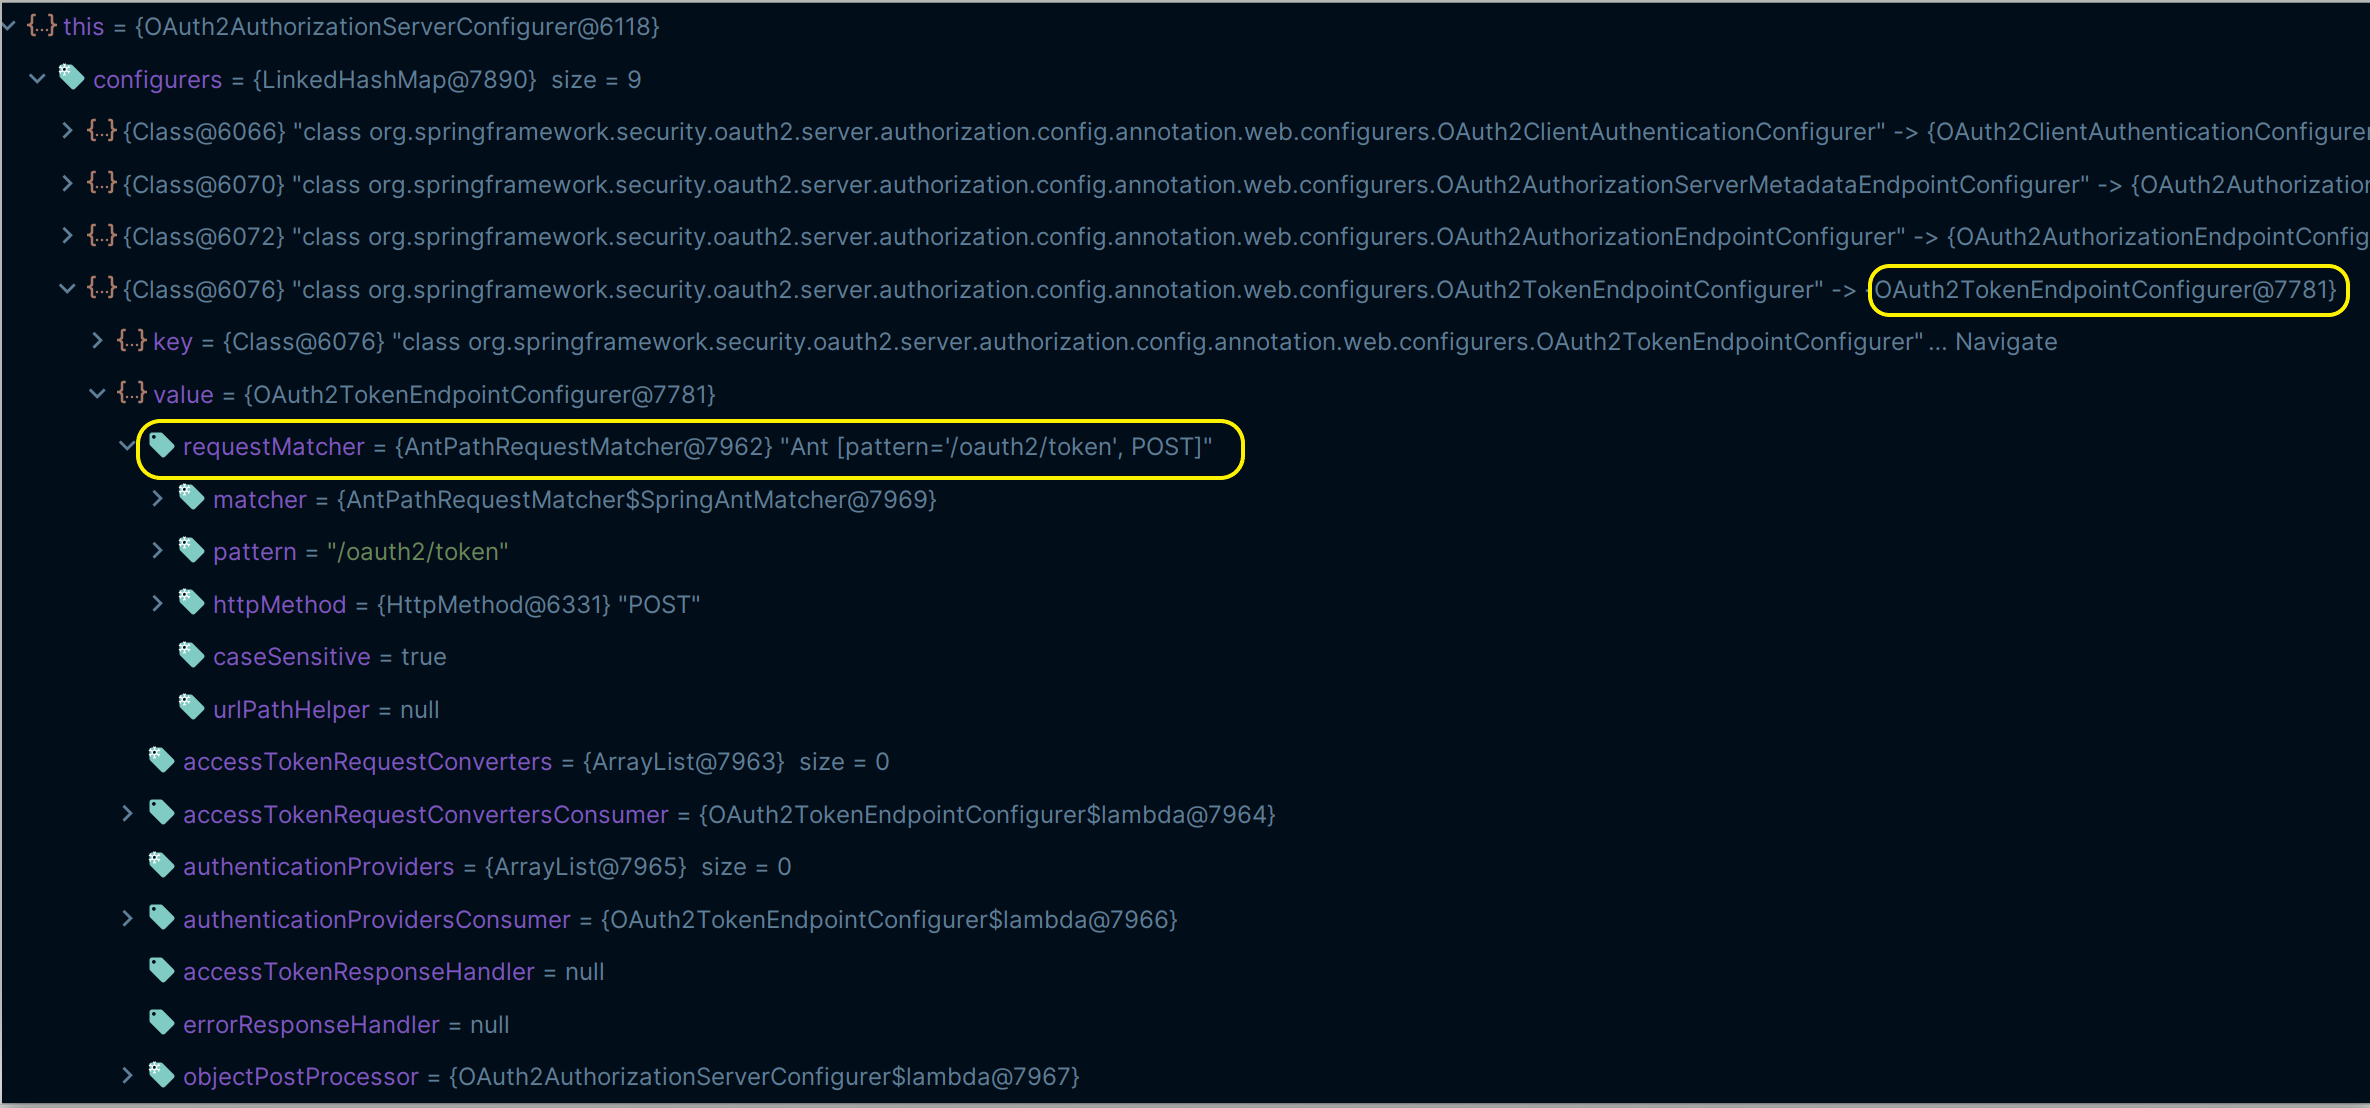 this = {OAuth2AuthorizationServerConfigurer@6118}
configurers = {LinkedHashMap@7890} size = 9
{Class@6066} "class org.springframework.security.oauth2.server.authorization.config.annotation.web.configurers.OAuth2ClientAuthenticationConfigurer" -> {OAuth2ClientAuthenticationConfigurer
{Class@6070} "class org.springframework.security.oauth2.server.authorization.config.annotation.web.configurers.OAuth2AuthorizationServerMetadataEndpointConfigurer" -> {OAuth2Authorization
{Class@6072} "class org.springframework.security.oauth2.server.authorization.config.annotation.web.configurers.OAuth2AuthorizationEndpointConfigurer" -> {OAuth2AuthorizationEndpointConfig
{Class@6076} "class org.springframework.security.oauth2.server.authorization.config.annotation.web.configurers.OAuth2TokenEndpointConfigurer" -> {OAuth2TokenEndpointConfigurer@7781}
key = {Class@6076} "class org.springframework.security.oauth2.server.authorization.config.annotation.web.configurers.OAuth2TokenEndpointConfigurer" ... Navigate
value = {OAuth2TokenEndpointConfigurer@7781}
requestMatcher = {AntPathRequestMatcher@7962} "Ant [pattern='/oauth2/token', POST]"
matcher = {AntPathRequestMatcher$SpringAntMatcher@7969}
pattern = "/oauth2/token"
httpMethod = {HttpMethod@6331} "POST"
caseSensitive = true
urlPathHelper = null
accessTokenRequestConverters = {ArrayList@7963} size = 0
accessTokenRequestConvertersConsumer = {OAuth2TokenEndpointConfigurer$lambda@7964}
authenticationProviders = {ArrayList@7965} size = 0
authenticationProvidersConsumer = {OAuth2TokenEndpointConfigurer$lambda@7966}
accessTokenResponseHandler = null
errorResponseHandler = null
objectPostProcessor = {OAuth2AuthorizationServerConfigurer$lambda@7967}